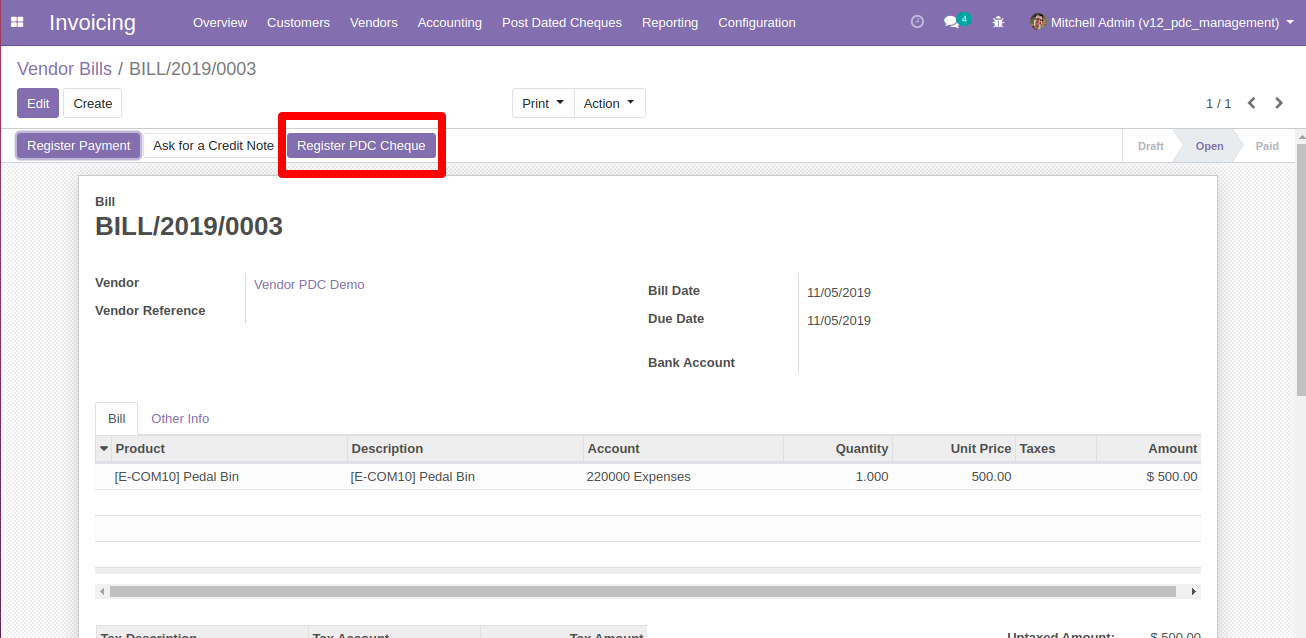 Invoicing Overview Customers Vendors Accounting Post Dated Cheques Reporting Configuration 4 Mitchell Admin (v12_pdc_management)
Vendor Bills / BILL/2019/0003
Edit Create Print Action 1 / 1
Register Payment Ask for a Credit Note Register PDC Cheque Draft Open Paid
Bill
BILL/2019/0003
Vendor Vendor PDC Demo
Vendor Reference
Bill Date 11/05/2019
Due Date 11/05/2019
Bank Account
Bill Other Info
Product Description Account Quantity Unit Price Taxes Amount
[E-COM10] Pedal Bin [E-COM10] Pedal Bin 220000 Expenses 1.000 500.00 $ 500.00
Tax Description Tax Account Tax Amount Untaxed Amount: $ 500.00